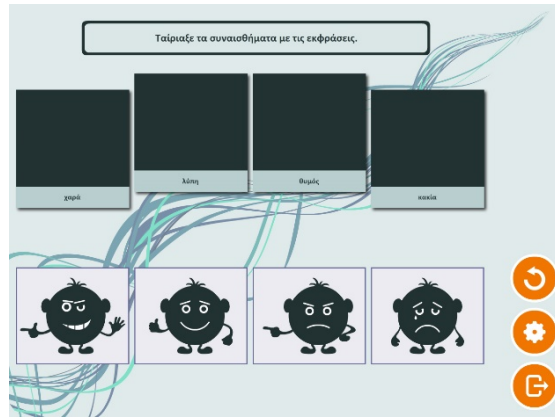 Ταίριαξε τα συναισθήματα με τις εκφράσεις.
χαρά
λύπη
θυμός
κακία